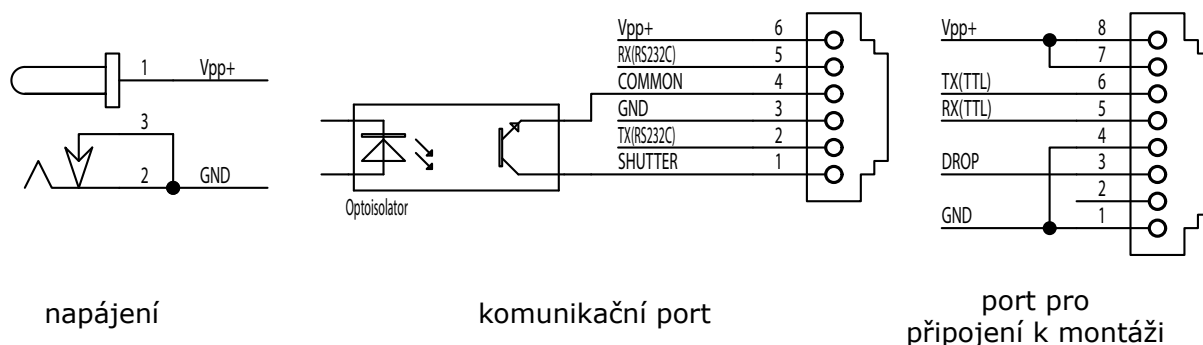 1 Vpp+
3
2 GND
napájení
Optoisolator
Vpp+ 6
RX(RS232C) 5
COMMON 4
GND 3
TX(RS232C) 2
SHUTTER 1
komunikační port
Vpp+ 8
7
TX(TTL) 6
RX(TTL) 5
4
DROP 3
2
GND 1
port pro
připojení k montáži